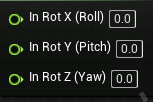 In Rot X (Roll) 0.0
In Rot Y (Pitch) 0.0
In Rot Z (Yaw) 0.0